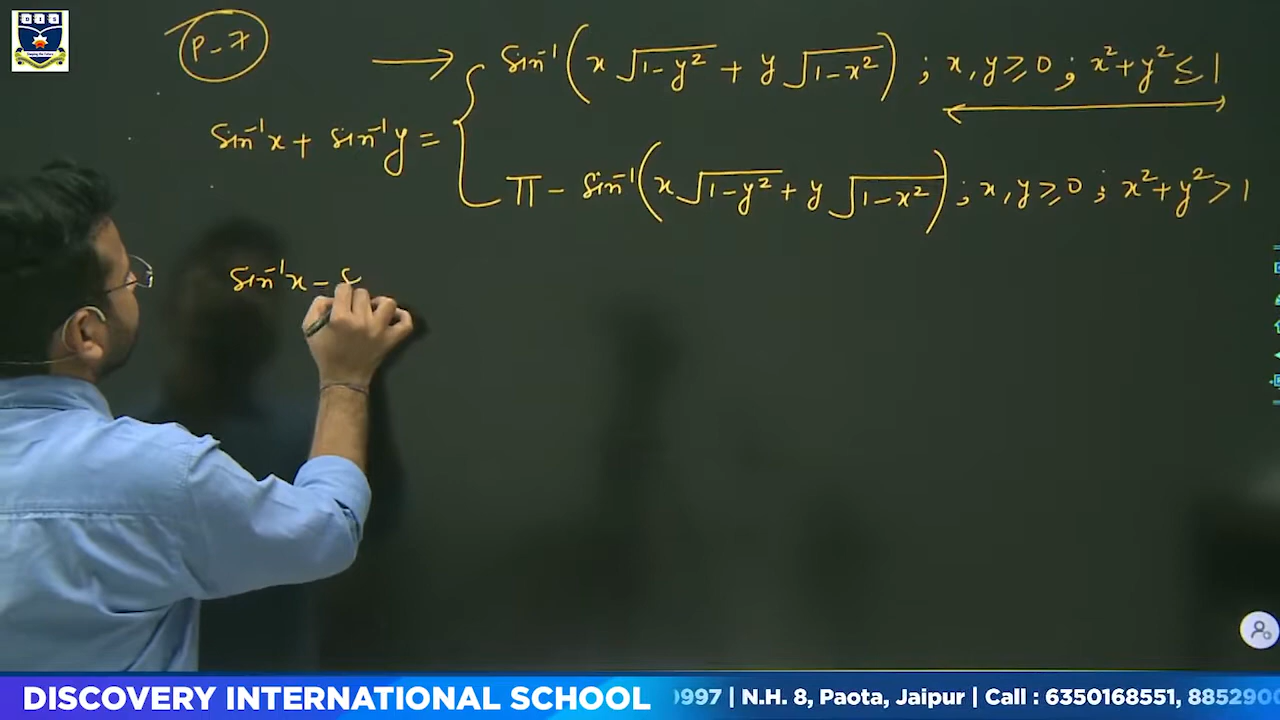 P-7
→ sin⁻¹(x √1-y² + y √1-x²) ; x, y ≥ 0 ; x² + y² ≤ 1
sin⁻¹x + sin⁻¹y =
π - sin⁻¹(x √1-y² + y √1-x²) ; x, y ≥ 0 ; x² + y² > 1
sin⁻¹x - s
DISCOVERY INTERNATIONAL SCHOOL
9997 | N.H. 8, Paota, Jaipur | Call : 6350168551, 885290